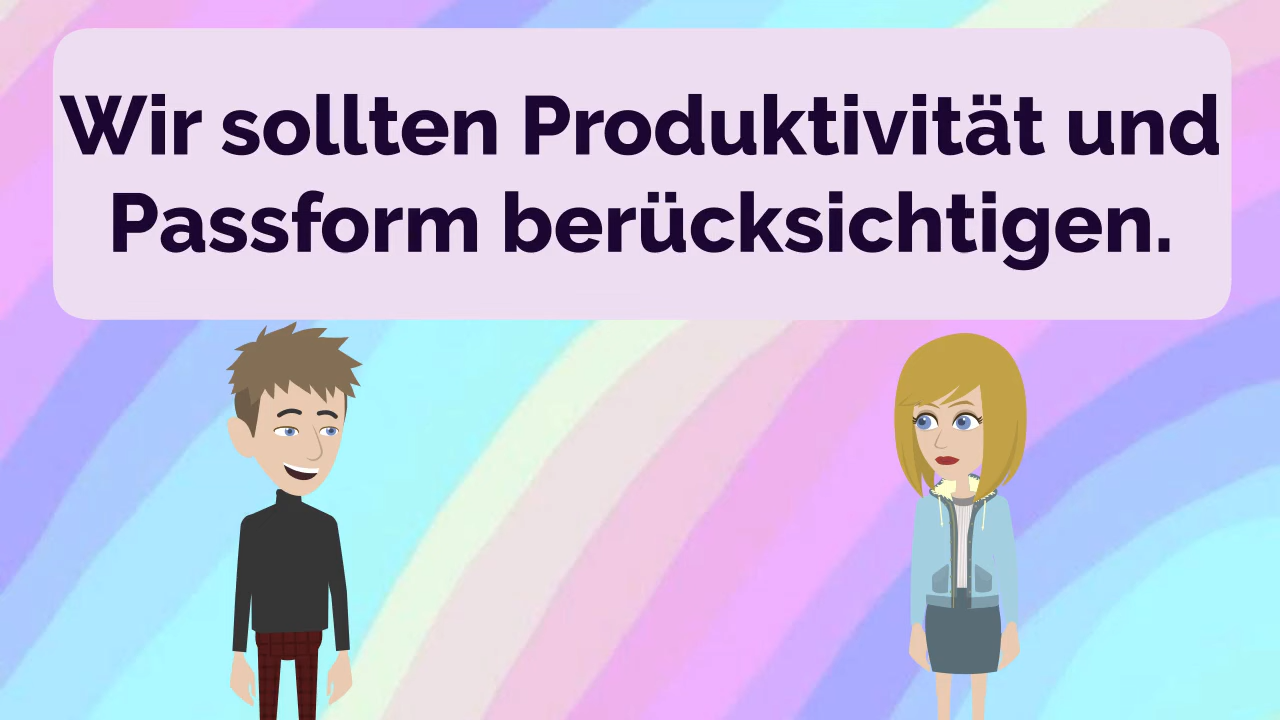 Wir sollten Produktivität und
Passform berücksichtigen.